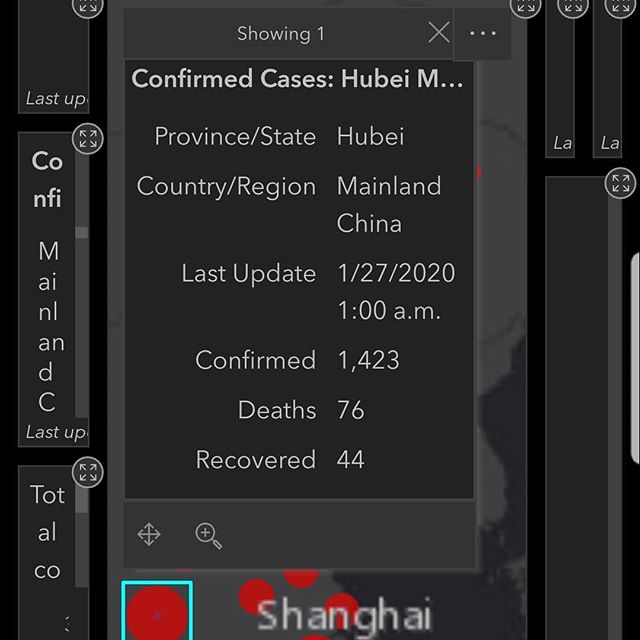 Showing 1
Confirmed Cases: Hubei M...
Province/State Hubei
Country/Region Mainland
China
Last Update 1/27/2020
1:00 a.m.
Confirmed 1,423
Deaths 76
Recovered 44
Shanghai
Last up
Co
nfi
M
ai
nl
an
d
C
Last up
Tot
al
co
La
La